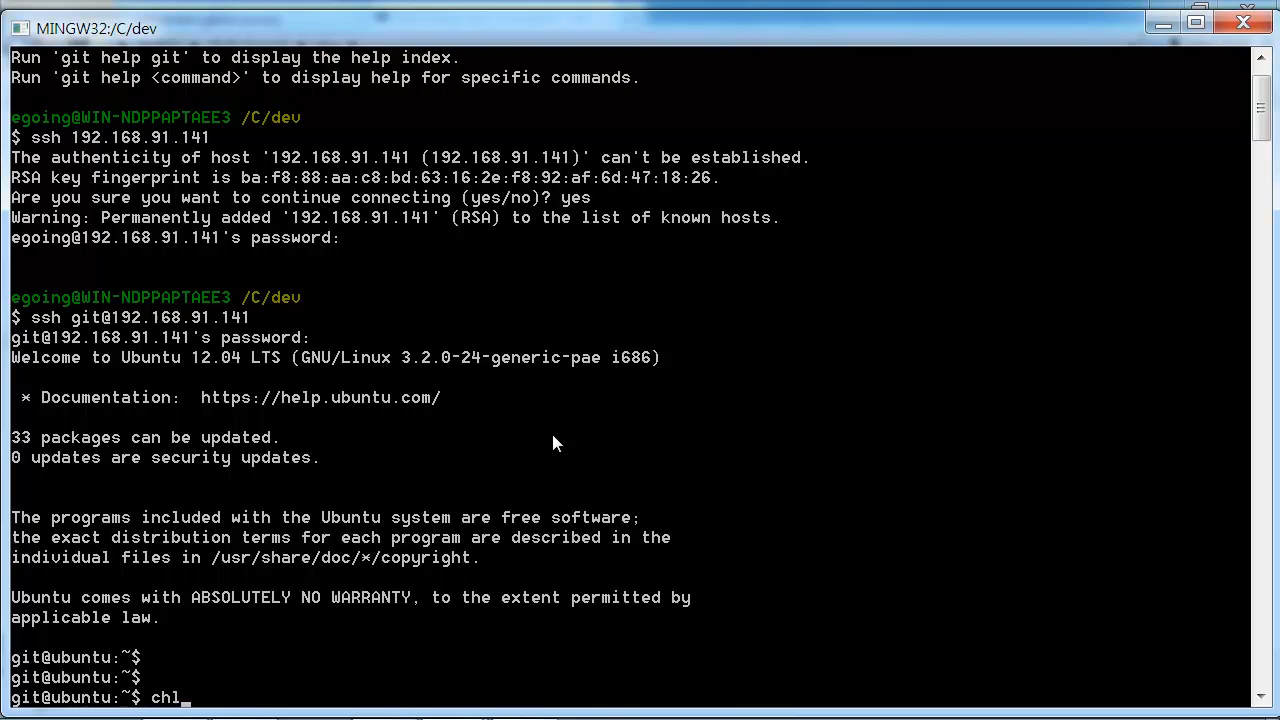 MINGW32:/C/dev
Run 'git help git' to display the help index.
Run 'git help <command>' to display help for specific commands.
egoing@WIN-NDPPAPTAEE3 /C/dev
$ ssh 192.168.91.141
The authenticity of host '192.168.91.141 (192.168.91.141)' can't be established.
RSA key fingerprint is ba:f8:88:aa:c8:bd:63:16:2e:f8:92:af:6d:47:18:26.
Are you sure you want to continue connecting (yes/no)? yes
Warning: Permanently added '192.168.91.141' (RSA) to the list of known hosts.
egoing@192.168.91.141's password:
egoing@WIN-NDPPAPTAEE3 /C/dev
$ ssh git@192.168.91.141
git@192.168.91.141's password:
Welcome to Ubuntu 12.04 LTS (GNU/Linux 3.2.0-24-generic-pae i686)
* Documentation:  https://help.ubuntu.com/
33 packages can be updated.
0 updates are security updates.
The programs included with the Ubuntu system are free software;
the exact distribution terms for each program are described in the
individual files in /usr/share/doc/*/copyright.
Ubuntu comes with ABSOLUTELY NO WARRANTY, to the extent permitted by
applicable law.
git@ubuntu:~$
git@ubuntu:~$
git@ubuntu:~$ chl_